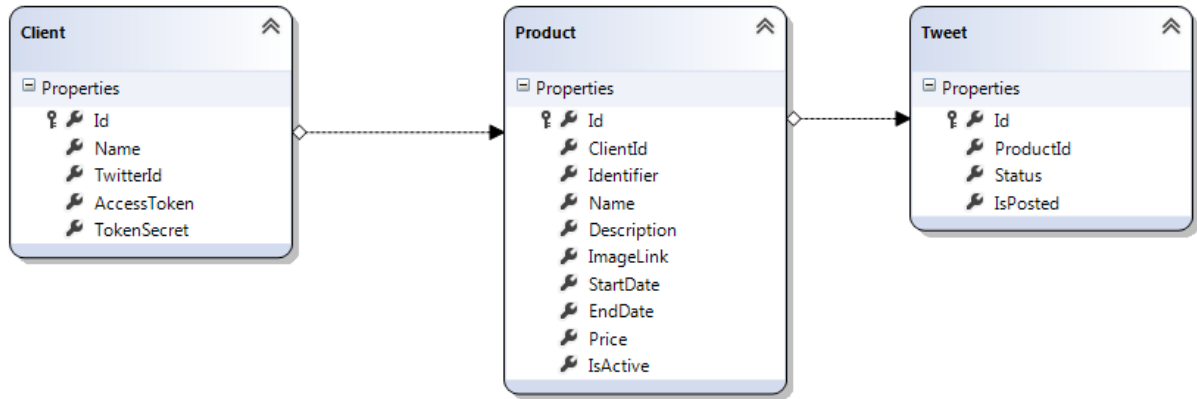 Client
Properties
Id
Name
TwitterId
AccessToken
TokenSecret
Product
Properties
Id
ClientId
Identifier
Name
Description
ImageLink
StartDate
EndDate
Price
IsActive
Tweet
Properties
Id
ProductId
Status
IsPosted